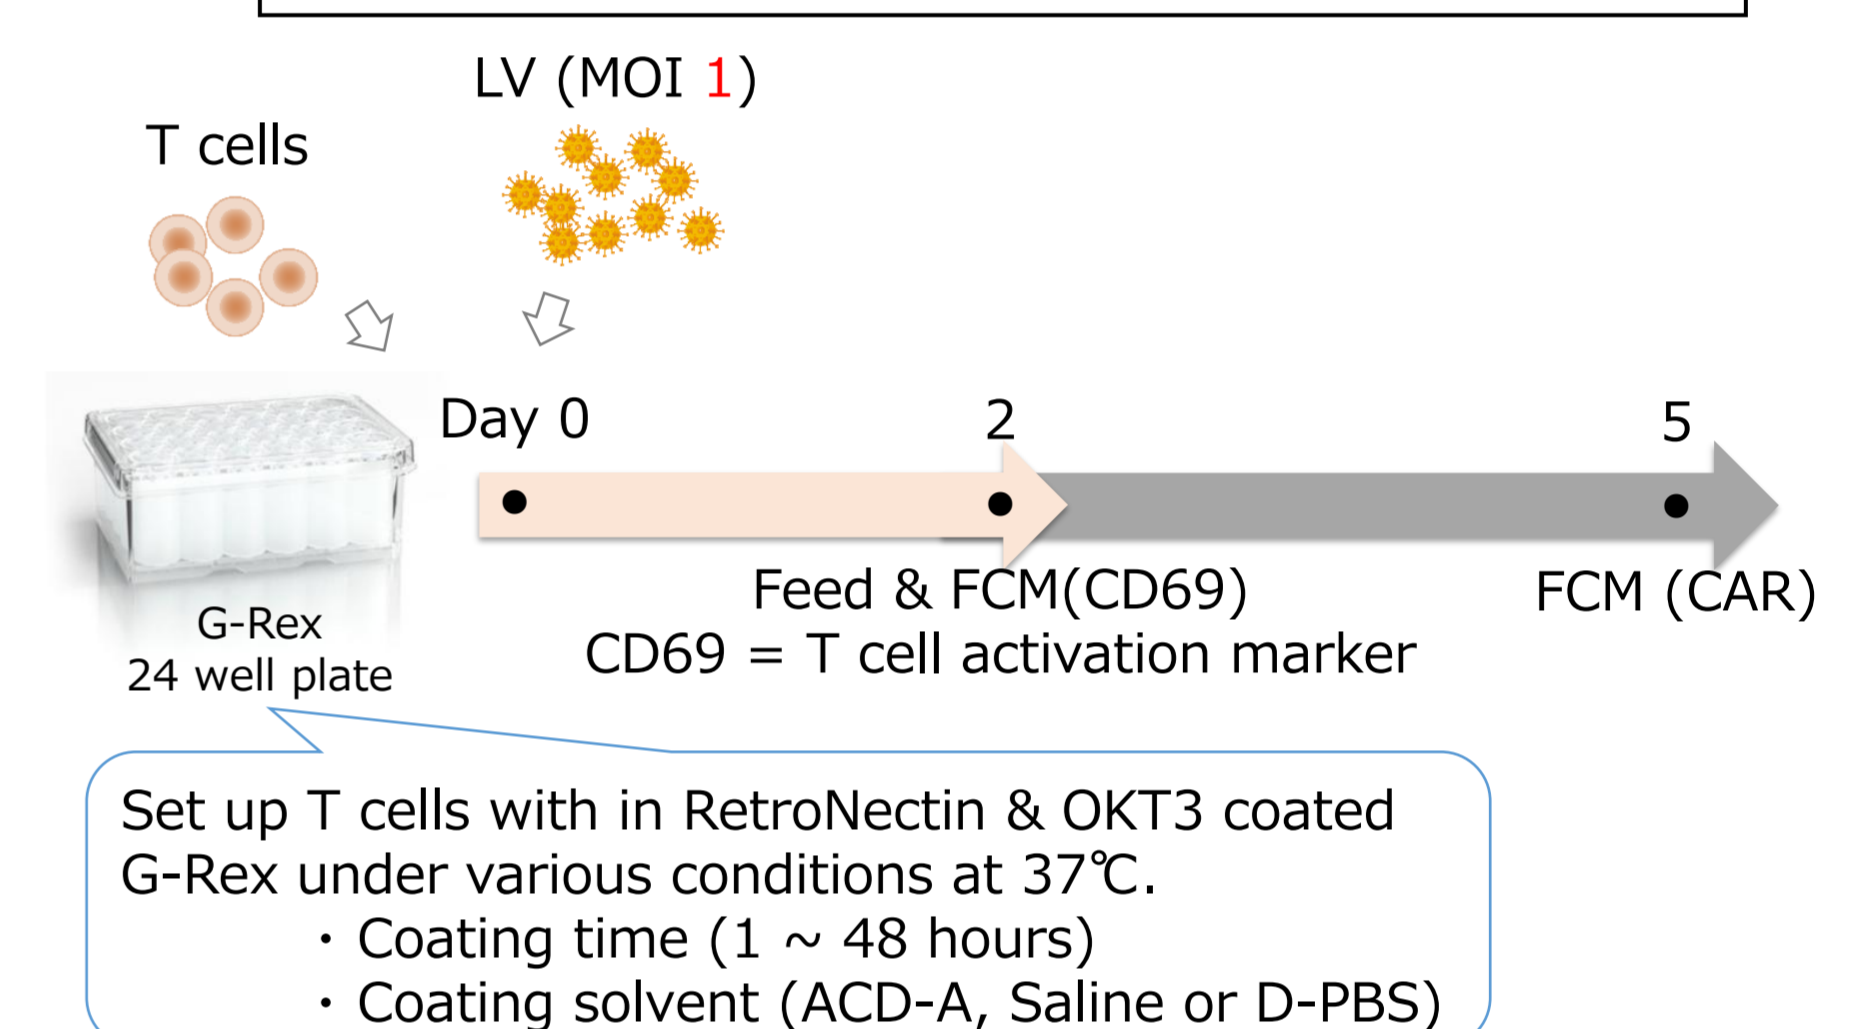 LV (MOI 1)
T cells
Day 0
2
5
Feed & FCM(CD69)
CD69 = T cell activation marker
FCM (CAR)
G-Rex
24 well plate
Set up T cells with in RetroNectin & OKT3 coated
G-Rex under various conditions at 37℃.
・Coating time (1 ~ 48 hours)
・Coating solvent (ACD-A, Saline or D-PBS)